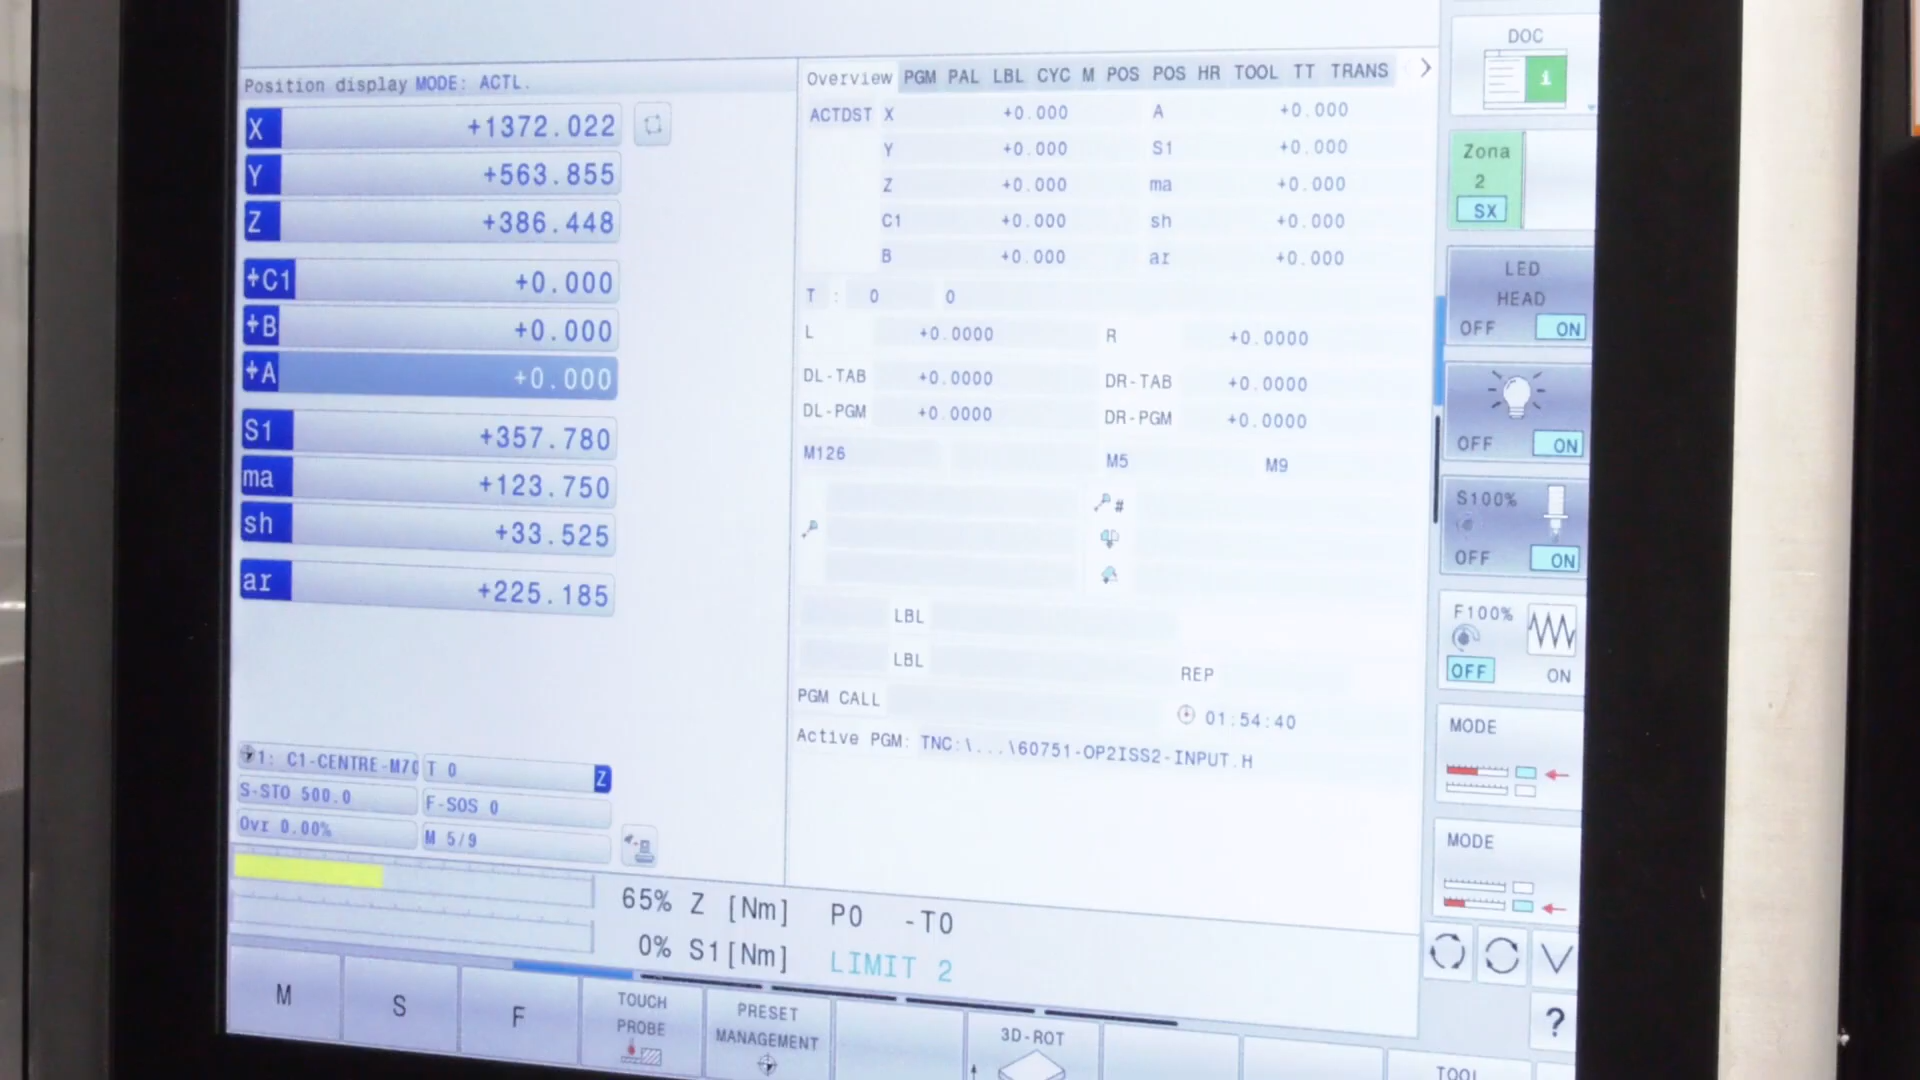 Position display MODE: ACTL.
X +1372.022
Y +563.855
Z +386.448
+C1 +0.000
+B +0.000
+A +0.000
S1 +357.780
ma +123.750
sh +33.525
ar +225.185
1: C1-CENTRE-M7
T 0 Z
S-STO 500.0
F-SOS 0
Ovr 0.00%
M 5/9
Overview PGM PAL LBL CYC M POS POS HR TOOL TT TRANS
ACTDST X +0.000 A +0.000
Y +0.000 S1 +0.000
Z +0.000 ma +0.000
C1 +0.000 sh +0.000
B +0.000 ar +0.000
T : 0 0
L +0.0000 R +0.0000
DL-TAB +0.0000 DR-TAB +0.0000
DL-PGM +0.0000 DR-PGM +0.0000
M126 M5 M9
#
LBL
LBL REP
PGM CALL 01:54:40
Active PGM: TNC:\...\60751-OP2ISS2-INPUT.H
65% Z [Nm] P0 -T0
0% S1[Nm] LIMIT 2
M
S
F
TOUCH
PROBE
PRESET
MANAGEMENT
3D-ROT
TOOL
DOC
i
Zona
2
SX
LED
HEAD
OFF ON
OFF ON
S100%
OFF ON
F100%
OFF ON
MODE
MODE
?